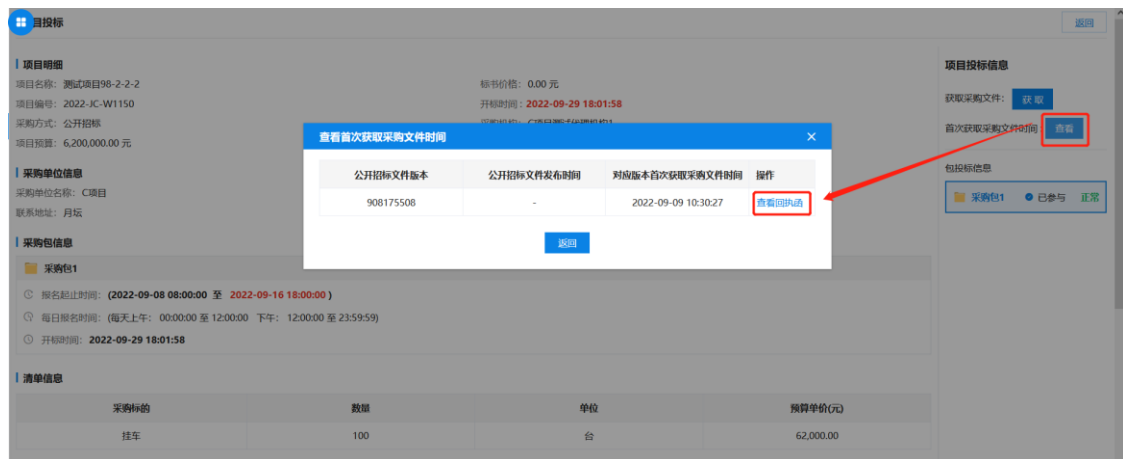 目投标
返回
项目明细
项目名称: 测试项目98-2-2-2
标书价格: 0.00 元
项目编号: 2022-JC-W1150
开标时间: 2022-09-29 18:01:58
采购方式: 公开招标
项目预算: 6,200,000.00 元
采购单位信息
采购单位名称: C项目
联系地址: 月坛
采购包信息
采购包1
报名起止时间: (2022-09-08 08:00:00 至 2022-09-16 18:00:00 )
每日报名时间: (每天上午: 00:00:00 至 12:00:00 下午: 12:00:00 至 23:59:59)
开标时间: 2022-09-29 18:01:58
清单信息
采购标的 数量 单位 预算单价(元)
挂车 100 台 62,000.00
查看首次获取采购文件时间 ×
公开招标文件版本 公开招标文件发布时间 对应版本首次获取采购文件时间 操作
908175508 - 2022-09-09 10:30:27 查看回执函
返回
项目投标信息
获取采购文件: 获 取
首次获取采购文件时间: 查看
包投标信息
采购包1 已参与 正常